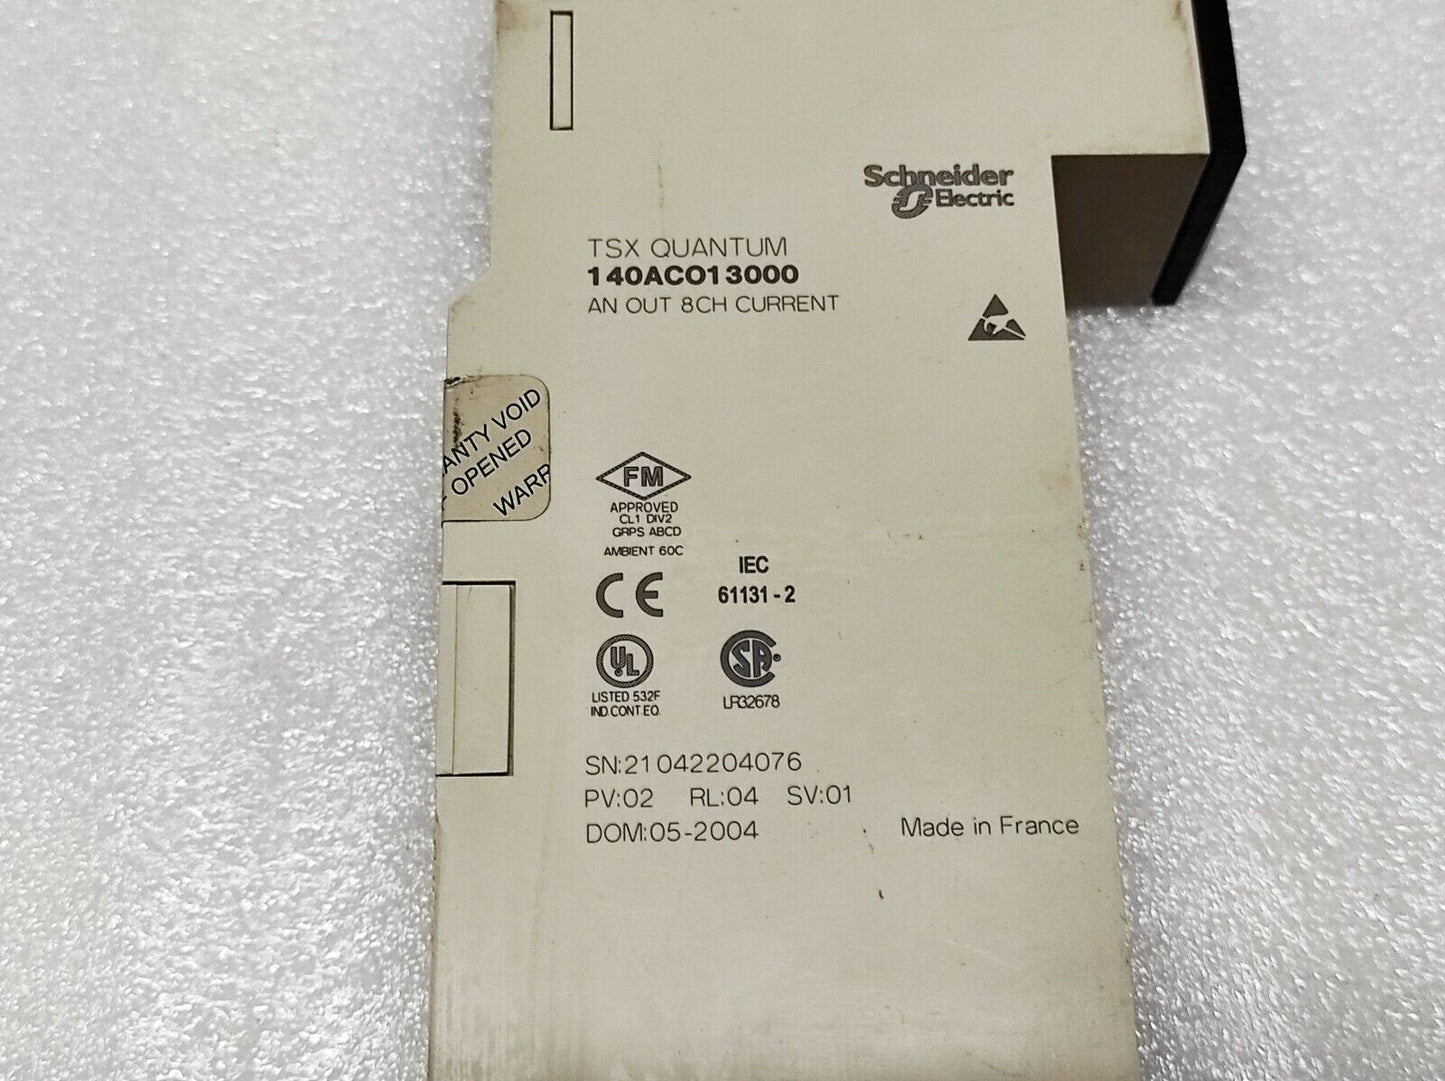 Schneider
Electric
TSX QUANTUM
140ACO13000
AN OUT 8CH CURRENT
VOID
OPENED
FM
APPROVED
CL1 DIV2
GRPS ABCD
AMBIENT 60C
CE
IEC
61131-2
UL
LISTED 532F
IND.CONT.EQ.
SA
LR32678
SN:21042204076
PV:02 RL:04 SV:01
DOM:05-2004
Made in France